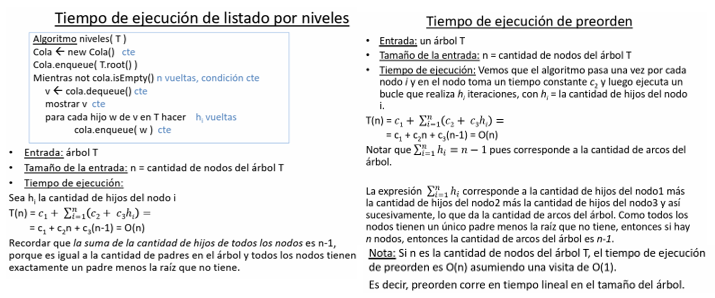 Tiempo de ejecución de listado por niveles
Algoritmo niveles( T )
Cola ← new Cola() cte
Cola.enqueue( T.root() )
Mientras not cola.isEmpty() n vueltas, condición cte
v ← cola.dequeue() cte
mostrar v cte
para cada hijo w de v en T hacer hᵢ vueltas
cola.enqueue( w ) cte
• Entrada: árbol T
• Tamaño de la entrada: n = cantidad de nodos del árbol T
• Tiempo de ejecución:
Sea hᵢ la cantidad de hijos del nodo i
T(n) = c₁ + ∑ⁿᵢ₌₁(c₂ + c₃hᵢ) =
= c₁ + c₂n + c₃(n-1) = O(n)
Recordar que la suma de la cantidad de hijos de todos los nodos es n-1,
porque es igual a la cantidad de padres en el árbol y todos los nodos tienen
exactamente un padre menos la raíz que no tiene.
Tiempo de ejecución de preorden
• Entrada: un árbol T
• Tamaño de la entrada: n = cantidad de nodos del árbol T
• Tiempo de ejecución: Vemos que el algoritmo pasa una vez por cada
nodo i y en el nodo toma un tiempo constante c₂ y luego ejecuta un
bucle que realiza hᵢ iteraciones, con hᵢ = la cantidad de hijos del nodo
i.
T(n) = c₁ + ∑ⁿᵢ₌₁(c₂ + c₃hᵢ) =
= c₁ + c₂n + c₃(n-1) = O(n)
Notar que ∑ⁿᵢ₌₁ hᵢ = n − 1 pues corresponde a la cantidad de arcos del
árbol.
La expresión ∑ⁿᵢ₌₁ hᵢ corresponde a la cantidad de hijos del nodo1 más
la cantidad de hijos del nodo2 más la cantidad de hijos del nodo3 y así
sucesivamente, lo que da la cantidad de arcos del árbol. Como todos los
nodos tienen un único padre menos la raíz que no tiene, entonces si hay
n nodos, entonces la cantidad de arcos del árbol es n-1.
Nota: Si n es la cantidad de nodos del árbol T, el tiempo de ejecución
de preorden es O(n) asumiendo una visita de O(1).
Es decir, preorden corre en tiempo lineal en el tamaño del árbol.